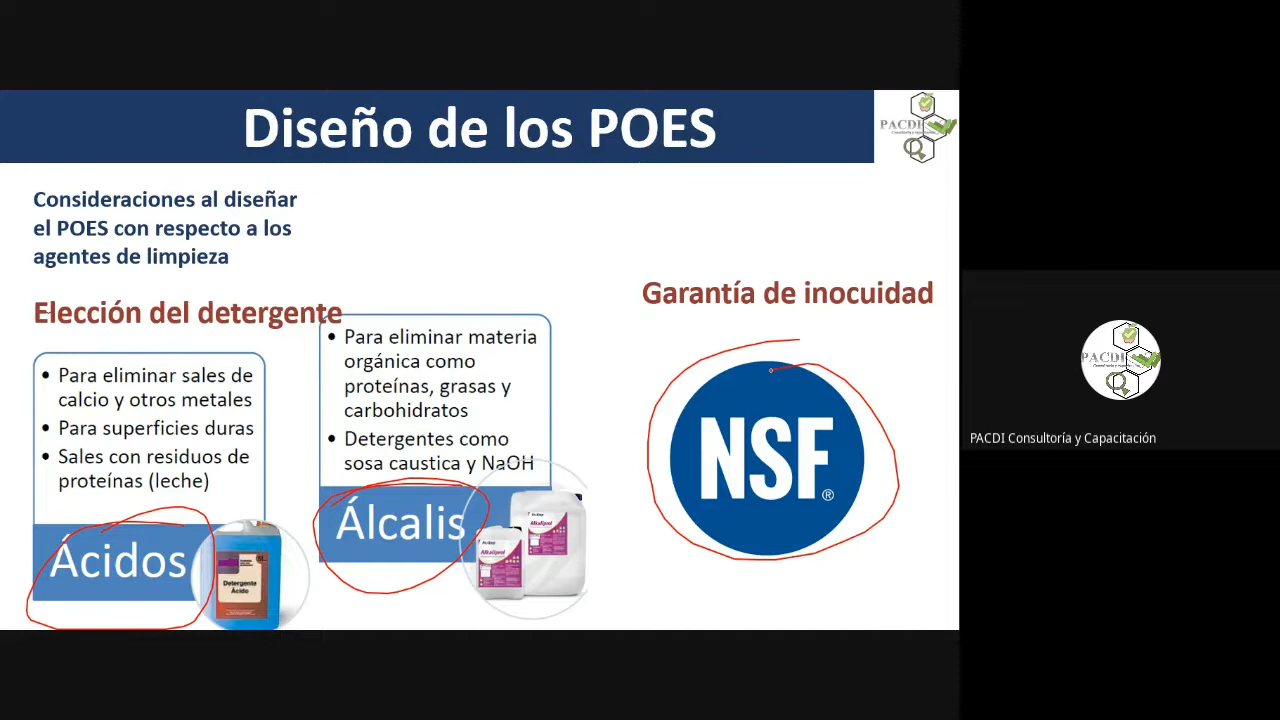 Diseño de los POES
PACDI
Consideraciones al diseñar
el POES con respecto a los
agentes de limpieza
Elección del detergente
• Para eliminar sales de
calcio y otros metales
• Para superficies duras
• Sales con residuos de
proteínas (leche)
Ácidos
Detergente
Ácido
• Para eliminar materia
orgánica como
proteínas, grasas y
carbohidratos
• Detergentes como
sosa caustica y NaOH
Álcalis
Alkaliprol
Alkaliprol
Garantía de inocuidad
NSF®
PACDI
PACDI Consultoría y Capacitación